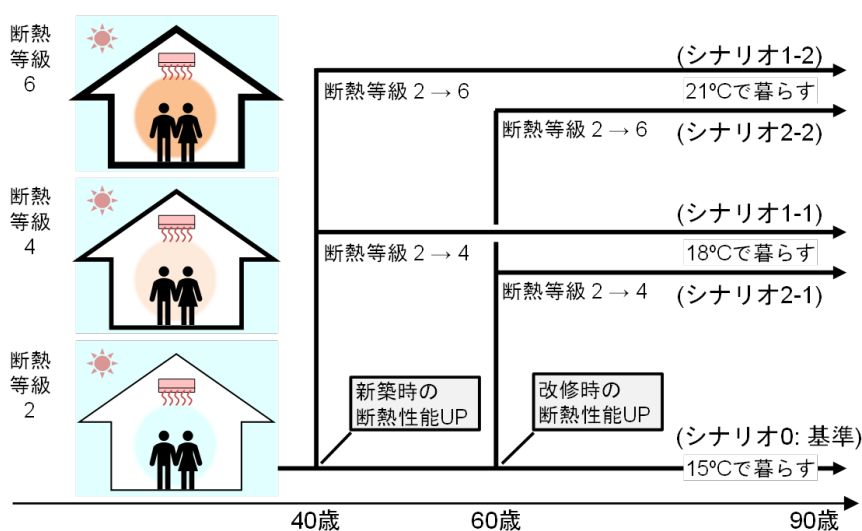 断熱
等級
6
(シナリオ1-2)
断熱等級 2 → 6
21ºCで暮らす
断熱等級 2 → 6
(シナリオ2-2)
断熱
等級
4
(シナリオ1-1)
断熱等級 2 → 4
18ºCで暮らす
断熱等級 2 → 4
(シナリオ2-1)
断熱
等級
2
新築時の
断熱性能UP
改修時の
断熱性能UP
(シナリオ0: 基準)
15ºCで暮らす
40歳
60歳
90歳